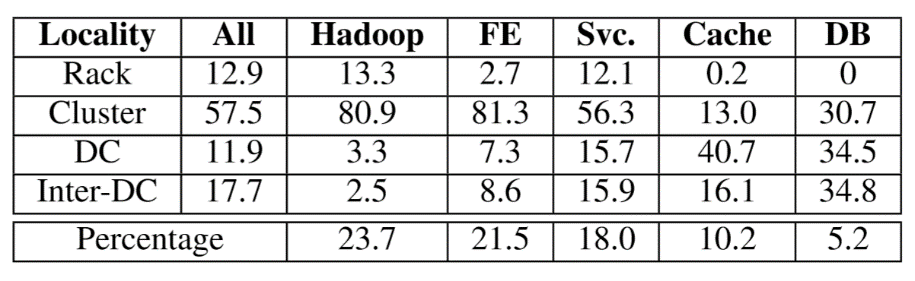 Locality All Hadoop FE Svc. Cache DB
Rack 12.9 13.3 2.7 12.1 0.2 0
Cluster 57.5 80.9 81.3 56.3 13.0 30.7
DC 11.9 3.3 7.3 15.7 40.7 34.5
Inter-DC 17.7 2.5 8.6 15.9 16.1 34.8
Percentage 23.7 21.5 18.0 10.2 5.2